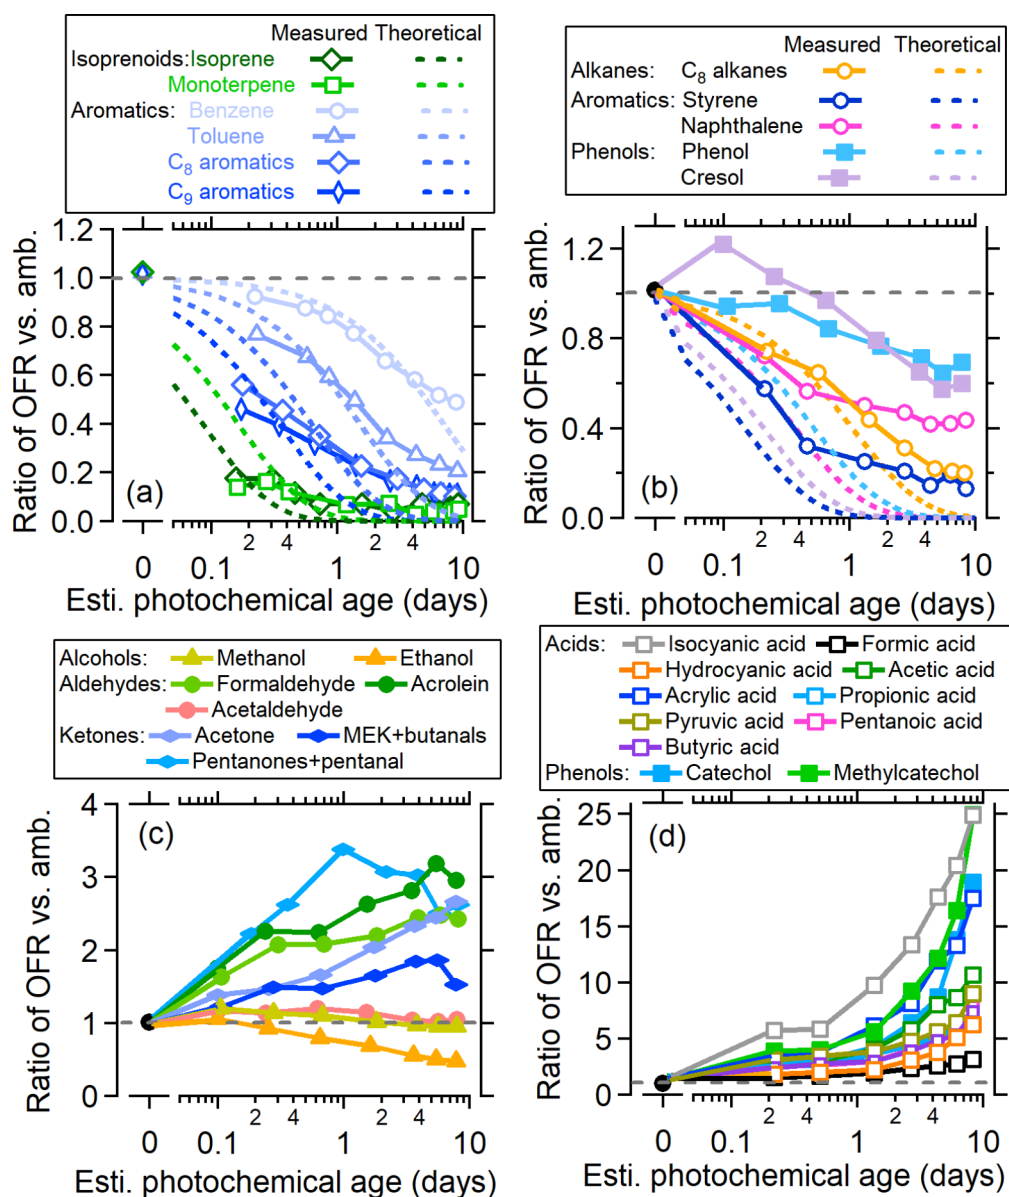 Measured Theoretical
Isoprenoids: Isoprene
Monoterpene
Aromatics: Benzene
Toluene
C8 aromatics
C9 aromatics
1.2
1.0
0.8
0.6
0.4
0.2
0.0
Ratio of OFR vs. amb.
(a)
2 4 2 4
0 0.1 1 10
Esti. photochemical age (days)
Measured Theoretical
Alkanes: C8 alkanes
Aromatics: Styrene
Naphthalene
Phenols: Phenol
Cresol
1.2
0.8
0.4
0.0
Ratio of OFR vs. amb.
(b)
2 4 2 4
0 0.1 1 10
Esti. photochemical age (days)
Alcohols: Methanol Ethanol
Aldehydes: Formaldehyde Acrolein
Acetaldehyde
Ketones: Acetone MEK+butanals
Pentanones+pentanal
4
3
2
1
0
Ratio of OFR vs. amb.
(c)
2 4 2 4
0 0.1 1 10
Esti. photochemical age (days)
Acids: Isocyanic acid Formic acid
Hydrocyanic acid Acetic acid
Acrylic acid Propionic acid
Pyruvic acid Pentanoic acid
Butyric acid
Phenols: Catechol Methylcatechol
25
20
15
10
5
0
Ratio of OFR vs. amb.
(d)
2 4 2 4
0 0.1 1 10
Esti. photochemical age (days)